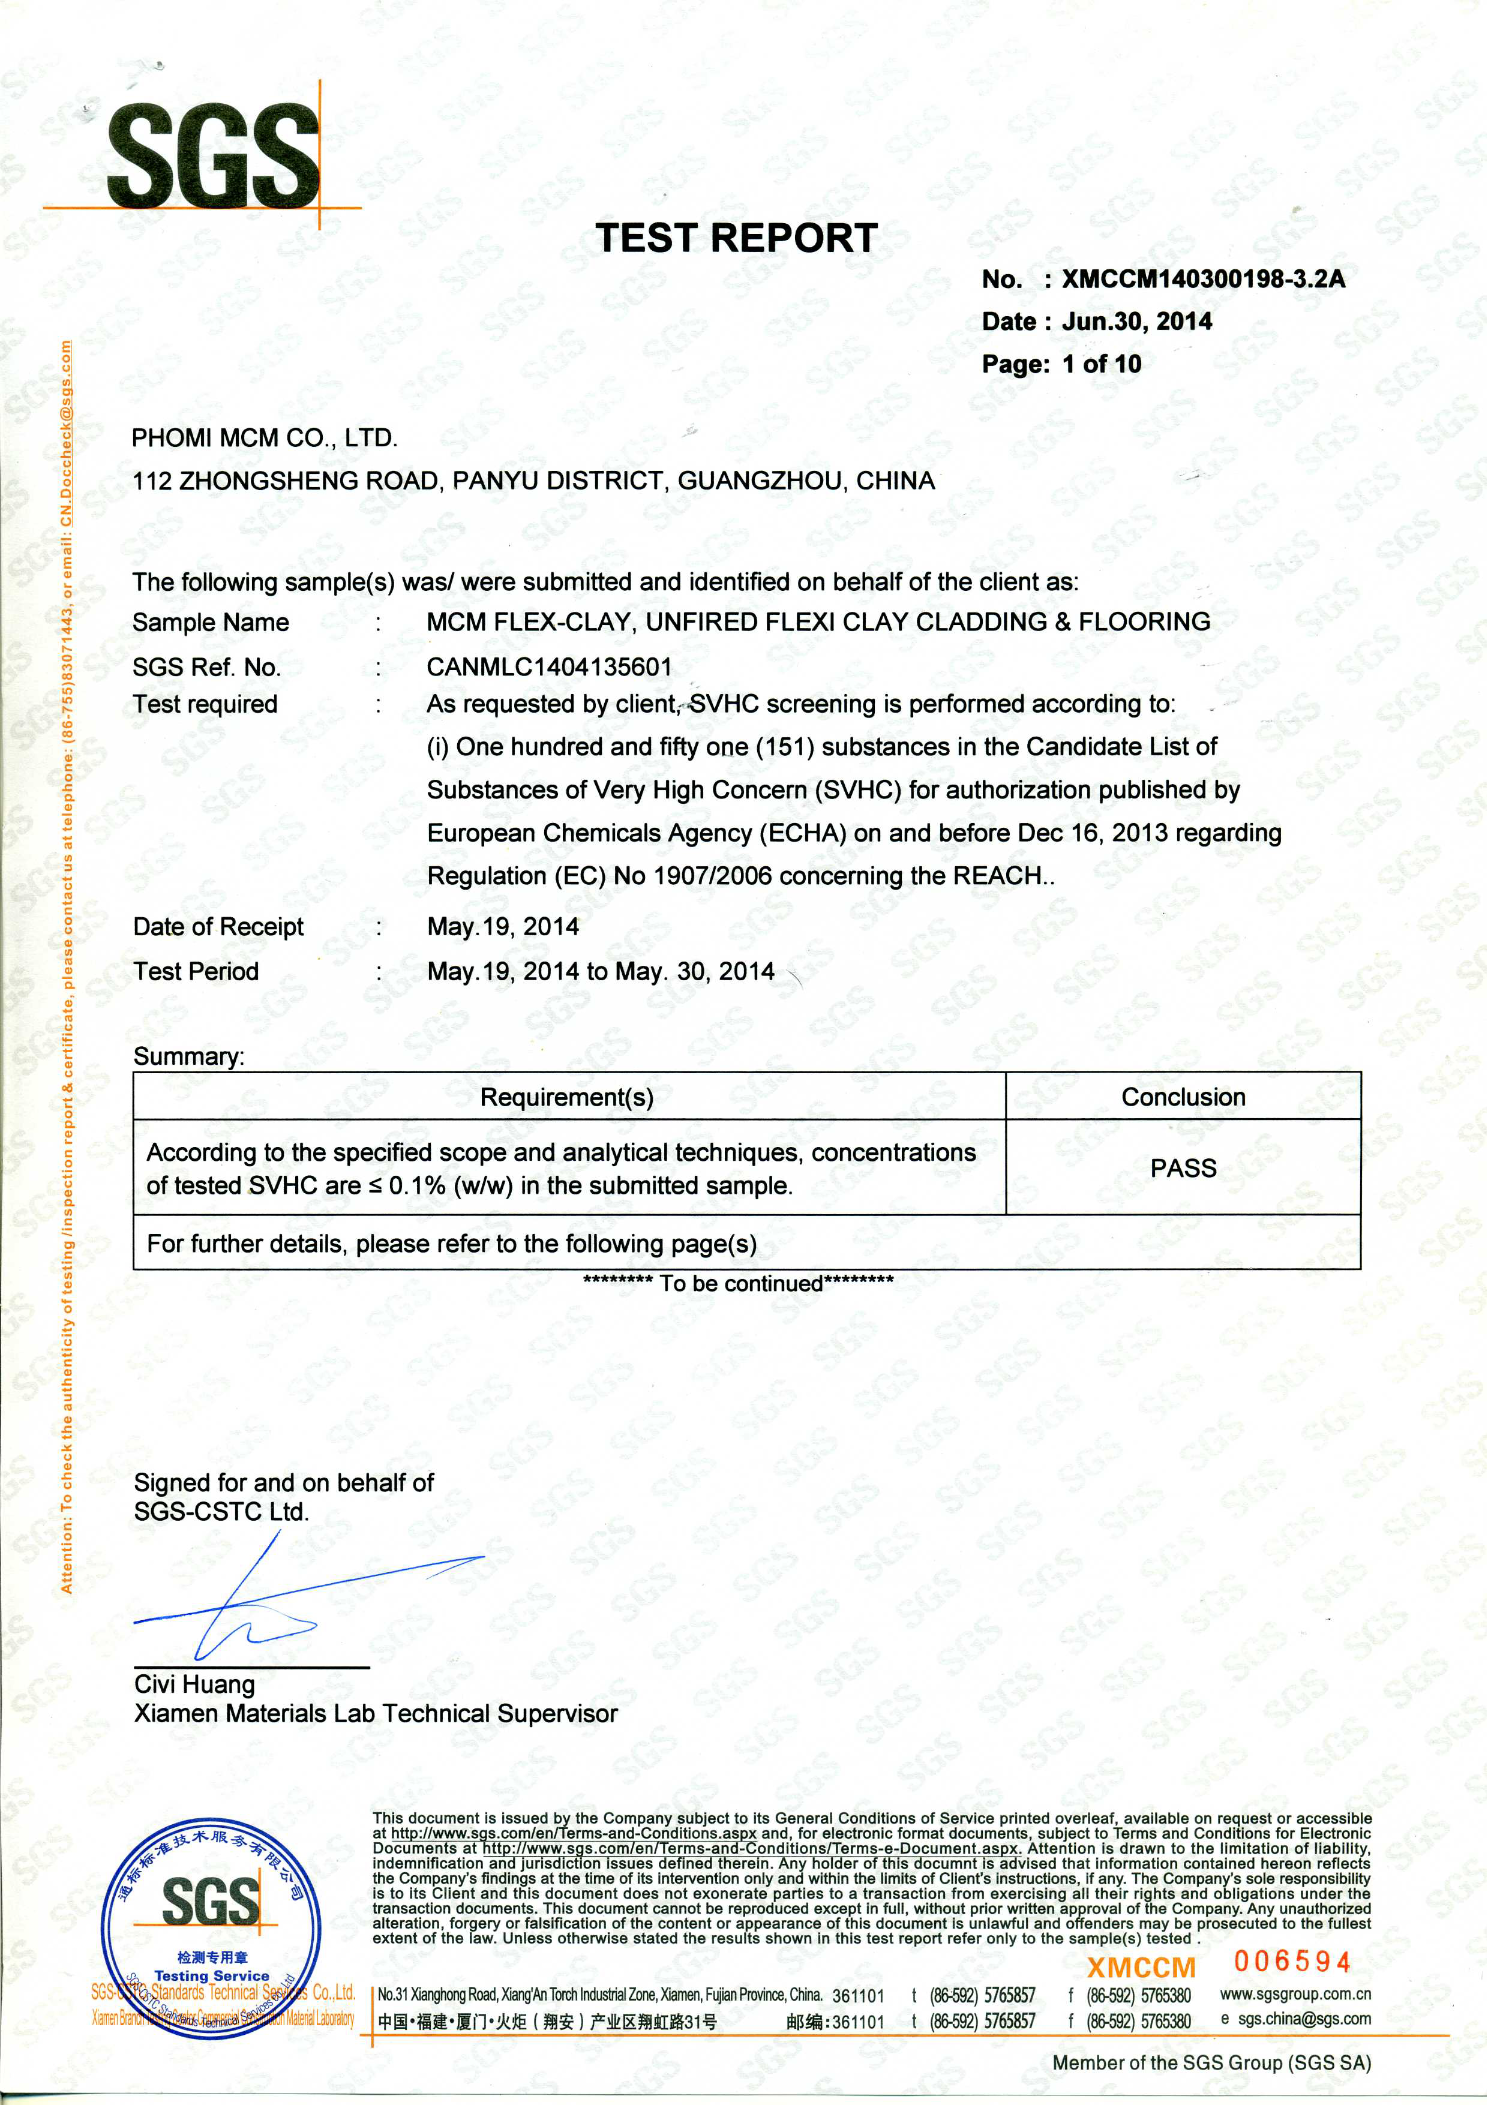 SGS
TEST REPORT
No. : XMCCM140300198-3.2A
Date : Jun.30, 2014
Page: 1 of 10
PHOMI MCM CO., LTD.
112 ZHONGSHENG ROAD, PANYU DISTRICT, GUANGZHOU, CHINA
The following sample(s) was/ were submitted and identified on behalf of the client as:
Sample Name : MCM FLEX-CLAY, UNFIRED FLEXI CLAY CLADDING & FLOORING
SGS Ref. No. : CANMLC1404135601
Test required : As requested by client, SVHC screening is performed according to:
(i) One hundred and fifty one (151) substances in the Candidate List of
Substances of Very High Concern (SVHC) for authorization published by
European Chemicals Agency (ECHA) on and before Dec 16, 2013 regarding
Regulation (EC) No 1907/2006 concerning the REACH..
Date of Receipt : May.19, 2014
Test Period : May.19, 2014 to May. 30, 2014
Summary:
Requirement(s) Conclusion
According to the specified scope and analytical techniques, concentrations
of tested SVHC are ≤ 0.1% (w/w) in the submitted sample.
PASS
For further details, please refer to the following page(s)
******** To be continued********
Signed for and on behalf of
SGS-CSTC Ltd.
Civi Huang
Xiamen Materials Lab Technical Supervisor
Attention: To check the authenticity of testing /inspection report & certificate, please contact us at telephone: (86-755)83071443, or email: CN.Doccheck@sgs.com
This document is issued by the Company subject to its General Conditions of Service printed overleaf, available on request or accessible
at http://www.sgs.com/en/Terms-and-Conditions.aspx and, for electronic format documents, subject to Terms and Conditions for Electronic
Documents at http://www.sgs.com/en/Terms-and-Conditions/Terms-e-Document.aspx. Attention is drawn to the limitation of liability,
indemnification and jurisdiction issues defined therein. Any holder of this documnt is advised that information contained hereon reflects
the Company's findings at the time of its intervention only and within the limits of Client's instructions, if any. The Company's sole responsibility
is to its Client and this document does not exonerate parties to a transaction from exercising all their rights and obligations under the
transaction documents. This document cannot be reproduced except in full, without prior written approval of the Company. Any unauthorized
alteration, forgery or falsification of the content or appearance of this document is unlawful and offenders may be prosecuted to the fullest
extent of the law. Unless otherwise stated the results shown in this test report refer only to the sample(s) tested .
XMCCM 006594
通标标准技术服务有限公司
SGS
检测专用章
Testing Service
SGS-CSTC Standards Technical Services Co., Ltd
SGS-CSTC Standards Technical Services Co.,Ltd.
Material Laboratory
No.31 Xianghong Road, Xiang'An Torch Industrial Zone, Xiamen, Fujian Province, China. 361101 t (86-592) 5765857 f (86-592) 5765380 www.sgsgroup.com.cn
中国•福建•厦门•火炬（翔安）产业区翔虹路31号 邮编:361101 t (86-592) 5765857 f (86-592) 5765380 e sgs.china@sgs.com
Member of the SGS Group (SGS SA)